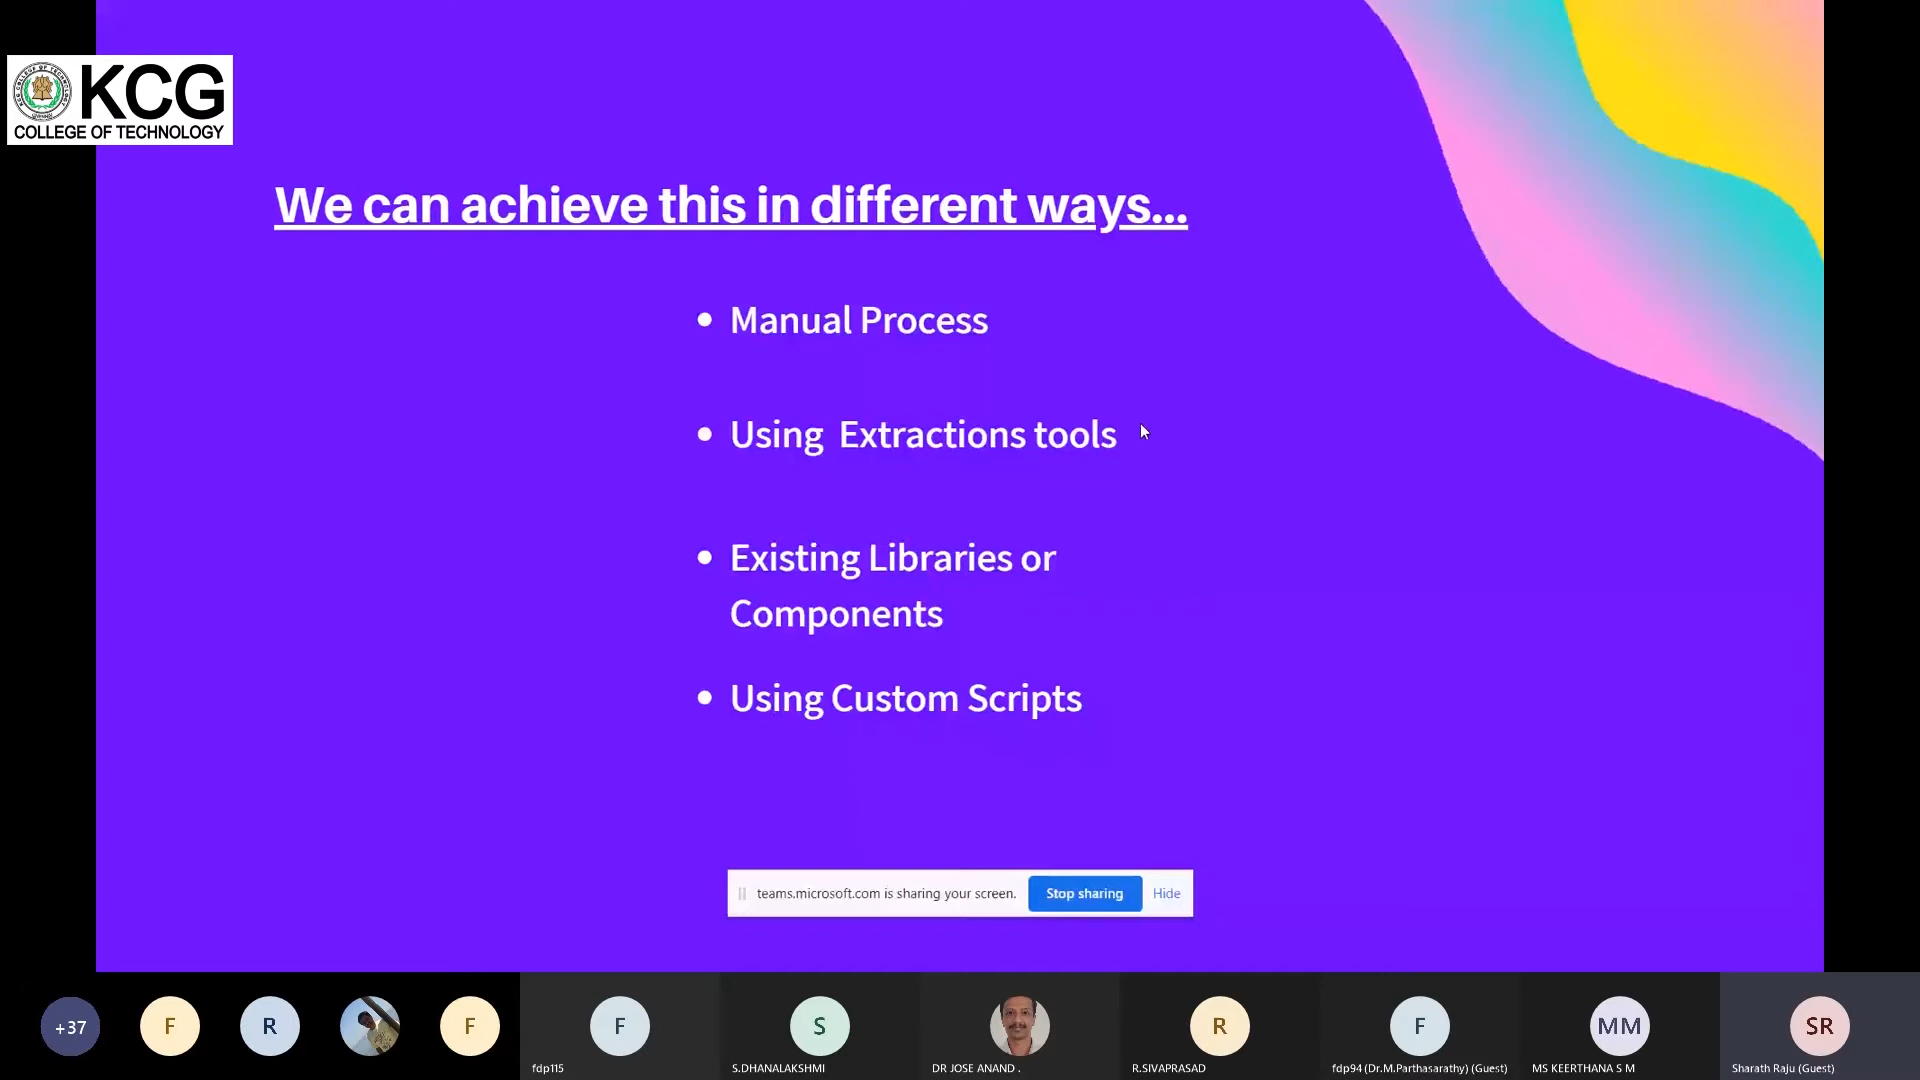 KCG
COLLEGE OF TECHNOLOGY
We can achieve this in different ways...
• Manual Process
• Using  Extractions tools
• Existing Libraries or
Components
• Using Custom Scripts
teams.microsoft.com is sharing your screen. Stop sharing Hide
+37 F R F F S R F MM SR
fdp115 S.DHANALAKSHMI DR JOSE ANAND . R.SIVAPRASAD fdp94 (Dr.M.Parthasarathy) (Guest) MS KEERTHANA S M Sharath Raju (Guest)